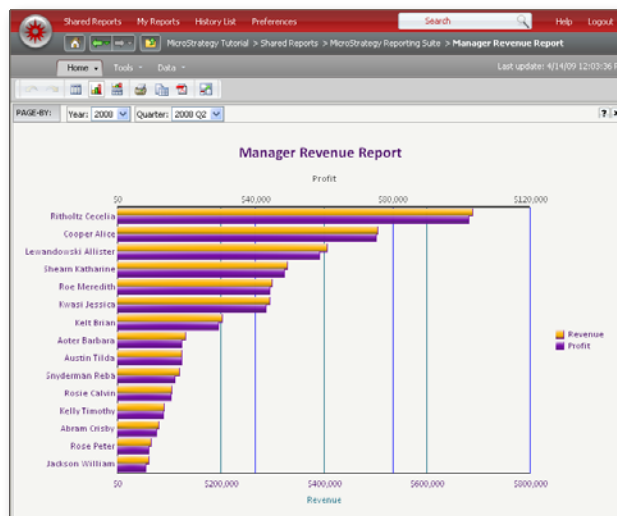 Shared Reports My Reports History List Preferences Search Help Logout
MicroStrategy Tutorial > Shared Reports > MicroStrategy Reporting Suite > Manager Revenue Report
Home Tools Data Last update: 4/14/09 12:03:36 P
PAGE-BY: Year: 2008 Quarter: 2008 Q2 ?
Manager Revenue Report
Profit
$0 $40,000 $80,000 $120,000
Ritholtz Cecelia
Cooper Alice
Lewandowski Allister
Shearn Katharine
Roe Meredith
Kwasi Jessica
Kelt Brian
Aoter Barbara
Austin Tilda
Snyderman Reba
Rosie Calvin
Kelly Timothy
Abram Crisby
Rose Peter
Jackson William
Revenue
Profit
$0 $200,000 $400,000 $600,000 $800,000
Revenue